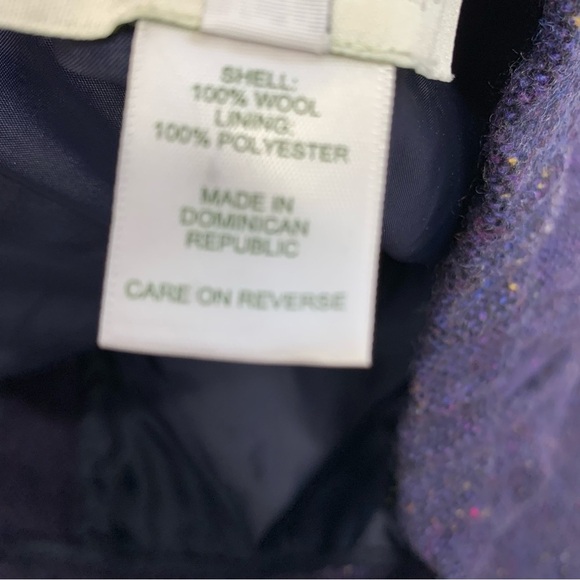 SHELL:
100% WOOL
LINING:
100% POLYESTER
MADE IN
DOMINICAN
REPUBLIC
CARE ON REVERSE